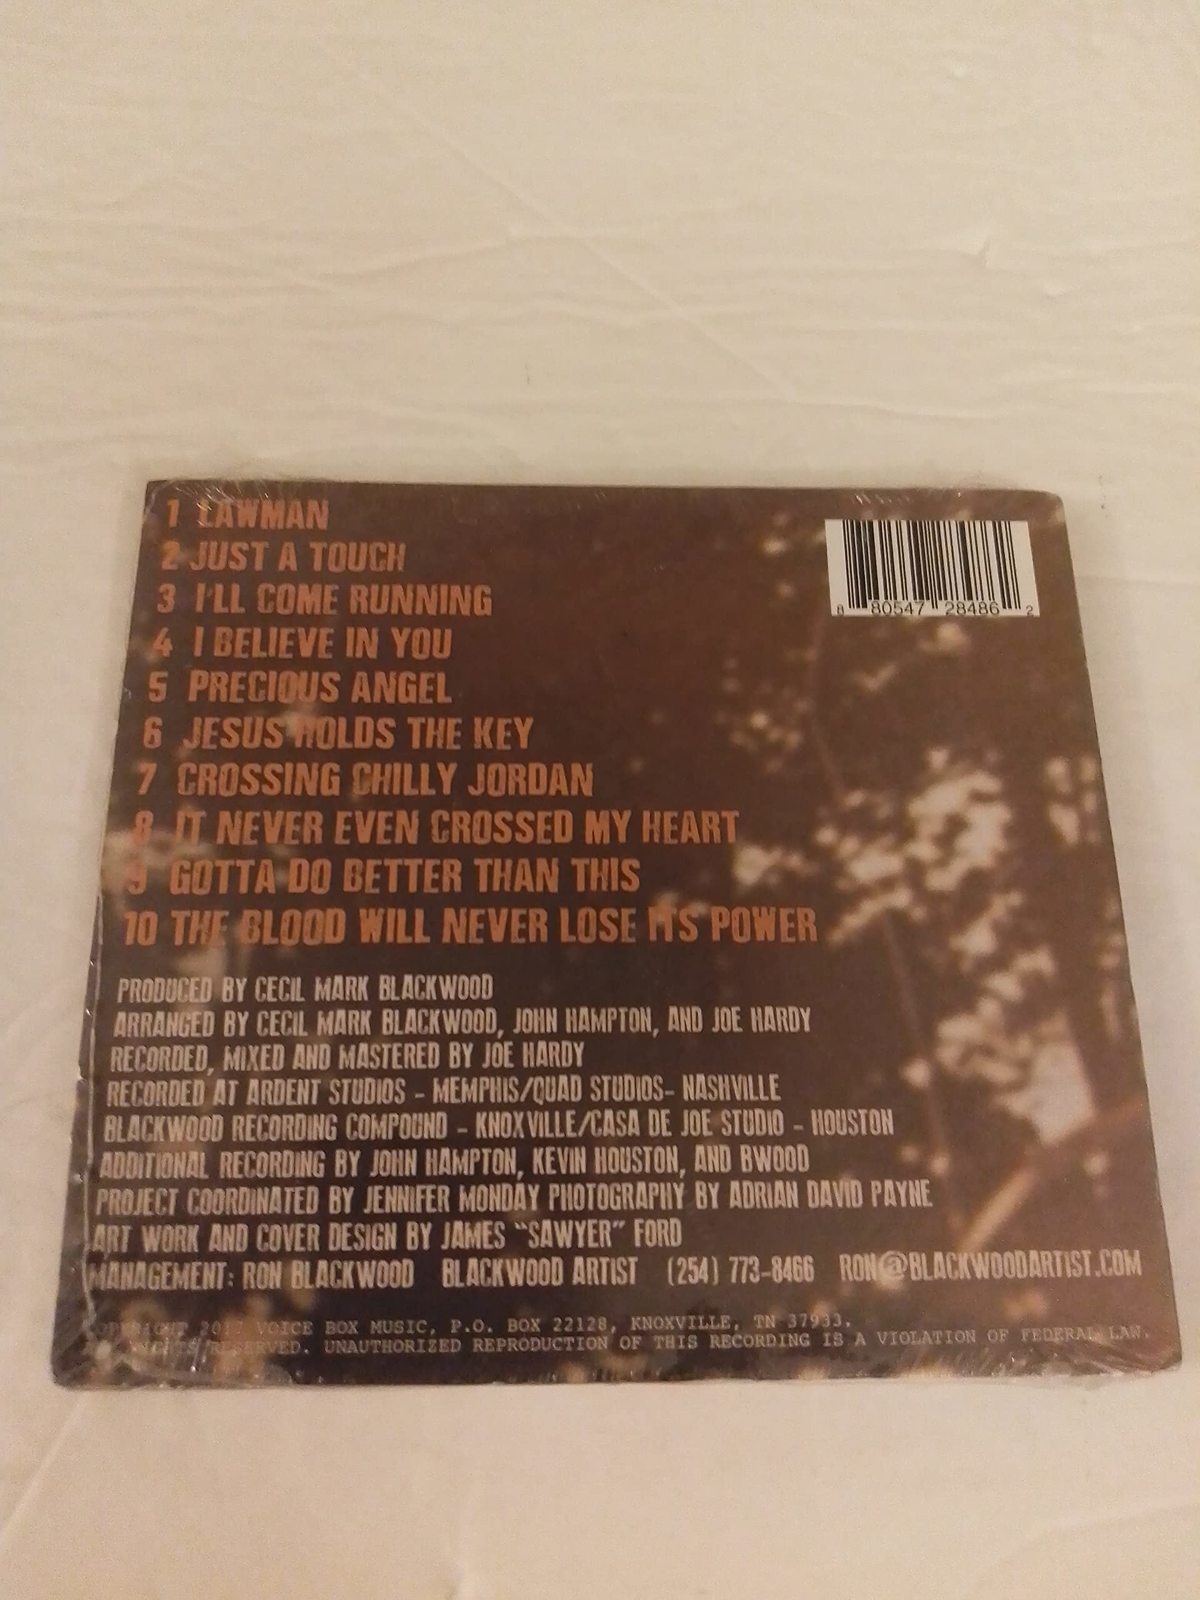 1 LAWMAN
2 JUST A TOUCH
3 I'LL COME RUNNING
4 I BELIEVE IN YOU
5 PRECIOUS ANGEL
6 JESUS HOLDS THE KEY
7 CROSSING CHILLY JORDAN
8 IT NEVER EVEN CROSSED MY HEART
9 GOTTA DO BETTER THAN THIS
10 THE BLOOD WILL NEVER LOSE ITS POWER
8 80547 28486 2
PRODUCED BY CECIL MARK BLACKWOOD
ARRANGED BY CECIL MARK BLACKWOOD, JOHN HAMPTON, AND JOE HARDY
RECORDED, MIXED AND MASTERED BY JOE HARDY
RECORDED AT ARDENT STUDIOS - MEMPHIS/QUAD STUDIOS- NASHVILLE
BLACKWOOD RECORDING COMPOUND - KNOXVILLE/CASA DE JOE STUDIO - HOUSTON
ADDITIONAL RECORDING BY JOHN HAMPTON, KEVIN HOUSTON, AND BWOOD
PROJECT COORDINATED BY JENNIFER MONDAY PHOTOGRAPHY BY ADRIAN DAVID PAYNE
ART WORK AND COVER DESIGN BY JAMES "SAWYER" FORD
MANAGEMENT: RON BLACKWOOD BLACKWOOD ARTIST (254) 773-8466 RON@BLACKWOODARTIST.COM
COPYRIGHT VOICE BOX MUSIC, P.O. BOX 22128, KNOXVILLE, TN 37933.
ALL RIGHTS RESERVED. UNAUTHORIZED REPRODUCTION OF THIS RECORDING IS A VIOLATION OF FEDERAL LAW.